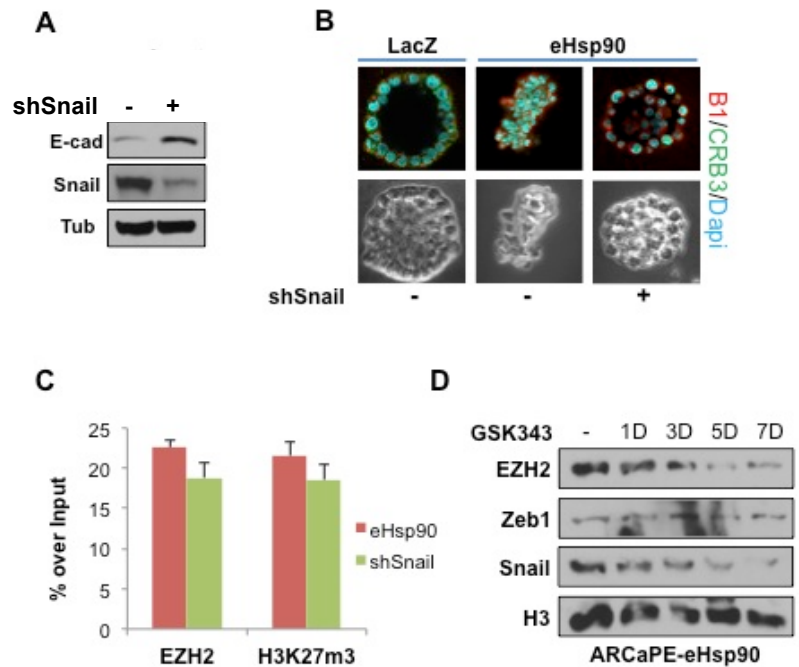 A
shSnail - +
E-cad
Snail
Tub
B
LacZ eHsp90
B1/CRB3/Dapi
shSnail - - +
C
% over Input
25
20
15
10
5
0
EZH2 H3K27m3
eHsp90
shSnail
D
GSK343 - 1D 3D 5D 7D
EZH2
Zeb1
Snail
H3
ARCaPE-eHsp90